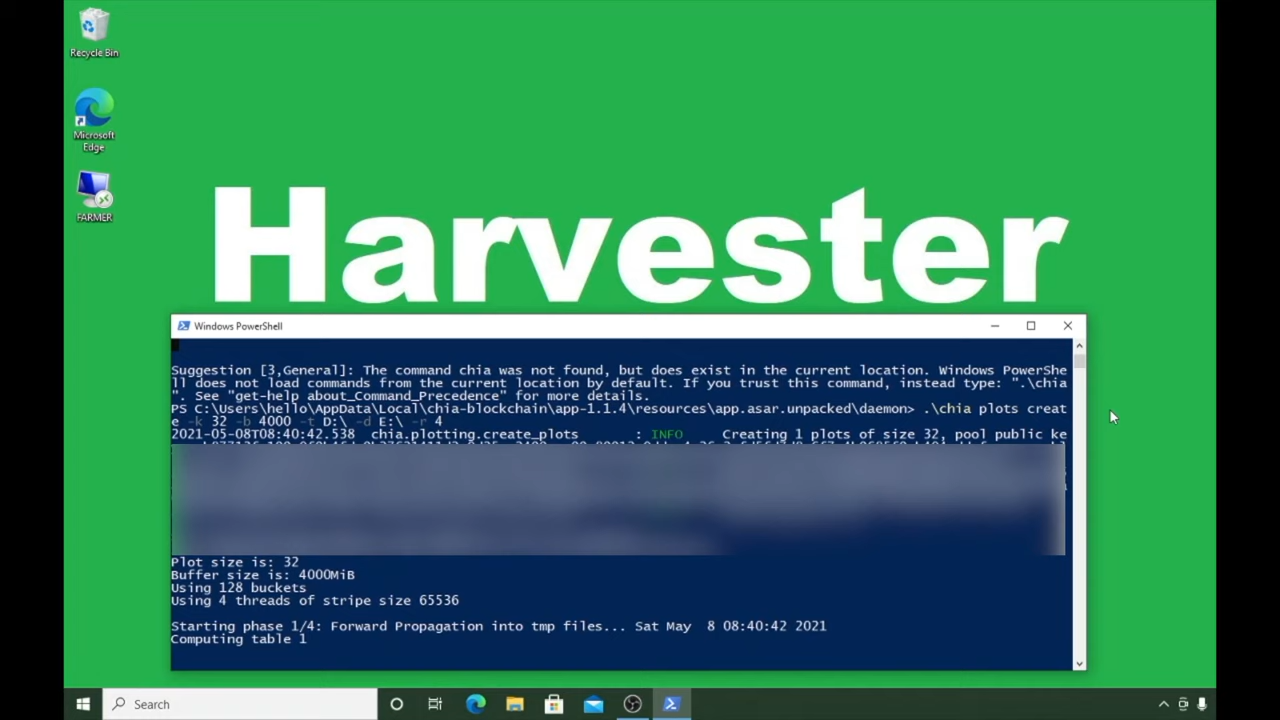 Recycle Bin
Microsoft
Edge
FARMER
Harvester
Windows PowerShell
Suggestion [3,General]: The command chia was not found, but does exist in the current location. Windows PowerShe
ll does not load commands from the current location by default. If you trust this command, instead type: ".\chia
". See "get-help about_Command_Precedence" for more details.
PS C:\Users\hello\AppData\Local\chia-blockchain\app-1.1.4\resources\app.asar.unpacked\daemon> .\chia plots creat
e -k 32 -b 4000 -t D:\ -d E:\ -r 4
2021-05-08T08:40:42.538  chia.plotting.create_plots       : INFO     Creating 1 plots of size 32, pool public ke
Plot size is: 32
Buffer size is: 4000MiB
Using 128 buckets
Using 4 threads of stripe size 65536
Starting phase 1/4: Forward Propagation into tmp files... Sat May  8 08:40:42 2021
Computing table 1
Search